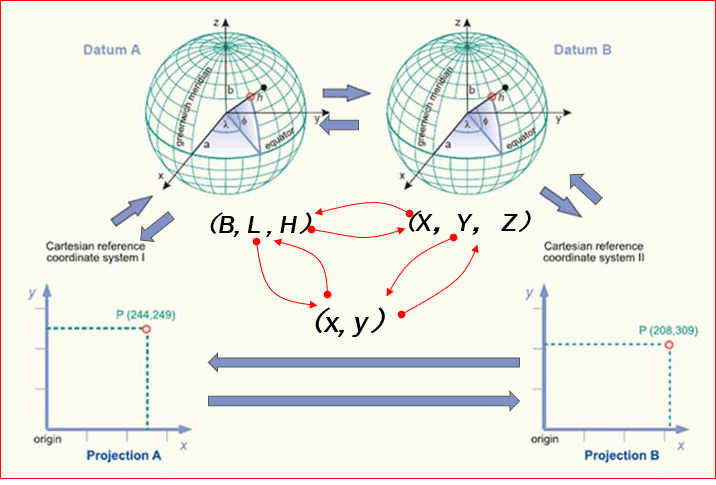 Datum A
Datum B
z
greenwich meridian
b
h
λ
ϕ
a
equator
y
x
z
greenwich meridian
b
h
λ
ϕ
a
equator
y
x
(B, L , H)
(X, Y, Z)
(x, y)
Cartesian reference
coordinate system I
Cartesian reference
coordinate system II
y
P (244,249)
origin
x
Projection A
y
P (208,309)
origin
x
Projection B